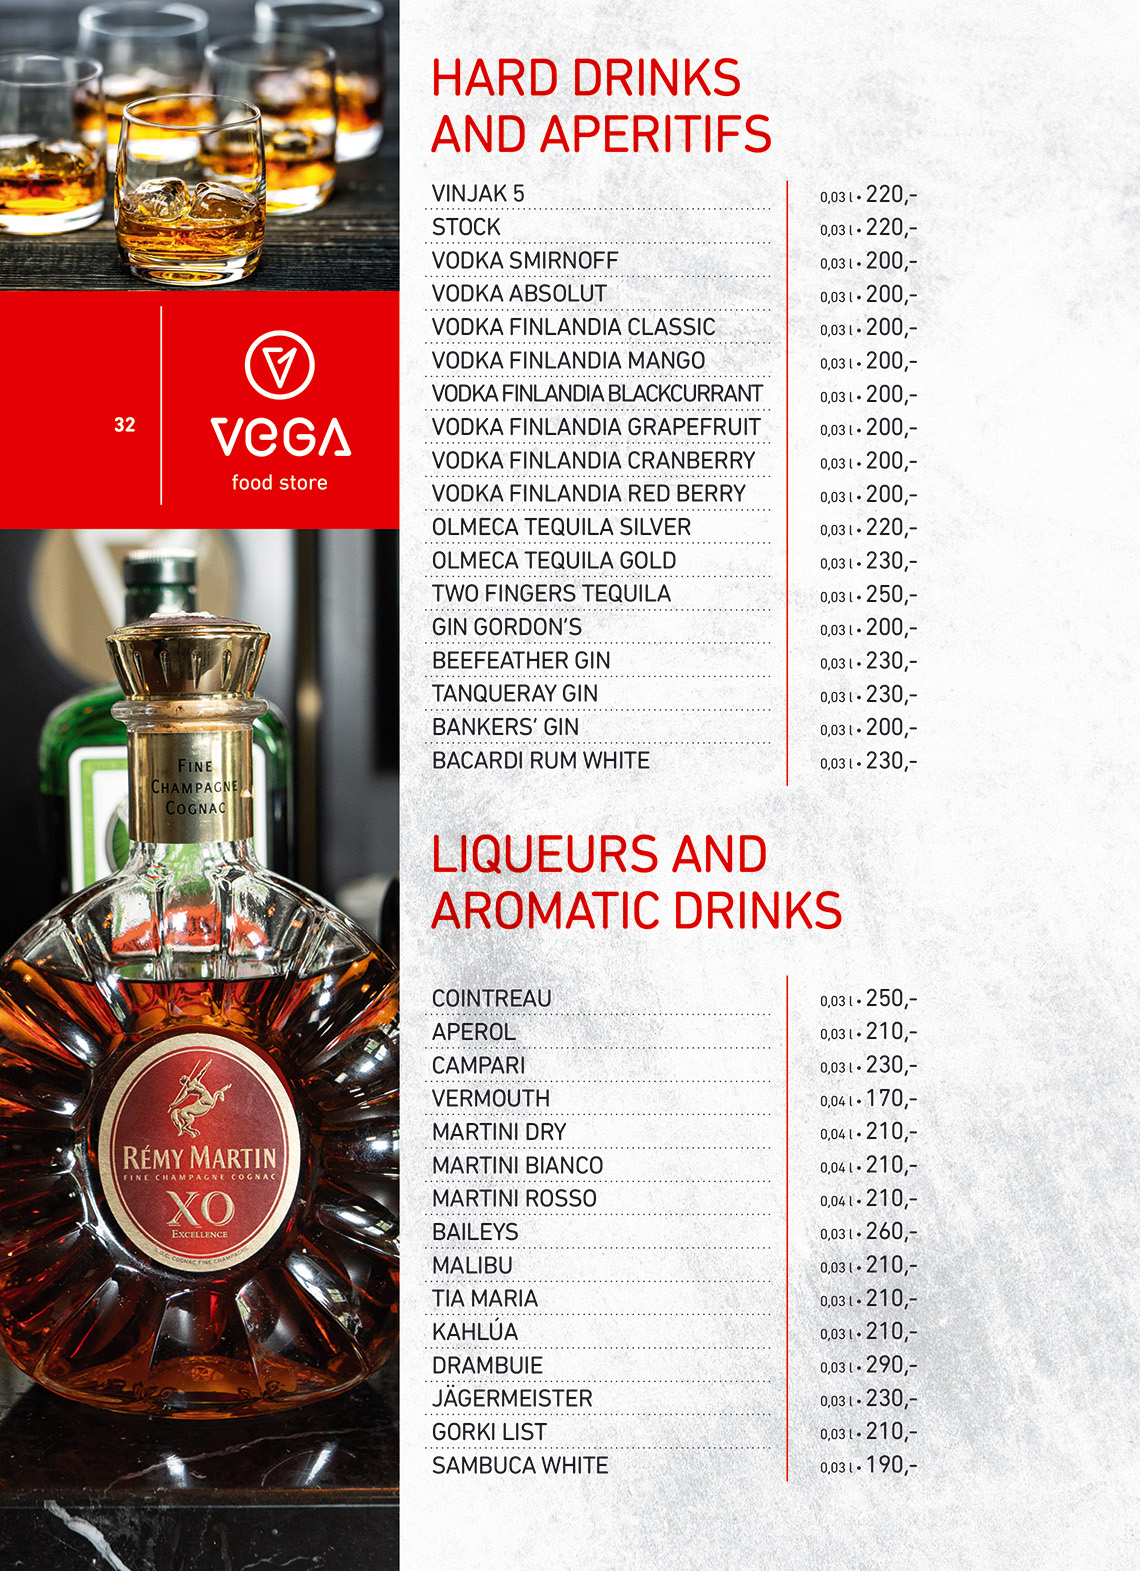 HARD DRINKS
AND APERITIFS
VINJAK 5 0,03 l • 220,-
STOCK 0,03 l • 220,-
VODKA SMIRNOFF 0,03 l • 200,-
VODKA ABSOLUT 0,03 l • 200,-
VODKA FINLANDIA CLASSIC 0,03 l • 200,-
VODKA FINLANDIA MANGO 0,03 l • 200,-
VODKA FINLANDIA BLACKCURRANT 0,03 l • 200,-
VODKA FINLANDIA GRAPEFRUIT 0,03 l • 200,-
VODKA FINLANDIA CRANBERRY 0,03 l • 200,-
VODKA FINLANDIA RED BERRY 0,03 l • 200,-
OLMECA TEQUILA SILVER 0,03 l • 220,-
OLMECA TEQUILA GOLD 0,03 l • 230,-
TWO FINGERS TEQUILA 0,03 l • 250,-
GIN GORDON'S 0,03 l • 200,-
BEEFEATHER GIN 0,03 l • 230,-
TANQUERAY GIN 0,03 l • 230,-
BANKERS' GIN 0,03 l • 200,-
BACARDI RUM WHITE 0,03 l • 230,-
LIQUEURS AND
AROMATIC DRINKS
COINTREAU 0,03 l • 250,-
APEROL 0,03 l • 210,-
CAMPARI 0,03 l • 230,-
VERMOUTH 0,04 l • 170,-
MARTINI DRY 0,04 l • 210,-
MARTINI BIANCO 0,04 l • 210,-
MARTINI ROSSO 0,04 l • 210,-
BAILEYS 0,03 l • 260,-
MALIBU 0,03 l • 210,-
TIA MARIA 0,03 l • 210,-
KAHLÚA 0,03 l • 210,-
DRAMBUIE 0,03 l • 290,-
JÄGERMEISTER 0,03 l • 230,-
GORKI LIST 0,03 l • 210,-
SAMBUCA WHITE 0,03 l • 190,-
32
VeGA
food store
FINE
CHAMPAGNE
COGNAC
RÉMY MARTIN
FINE CHAMPAGNE COGNAC
XO
EXCELLENCE
COGNAC FINE CHAMPAGNE